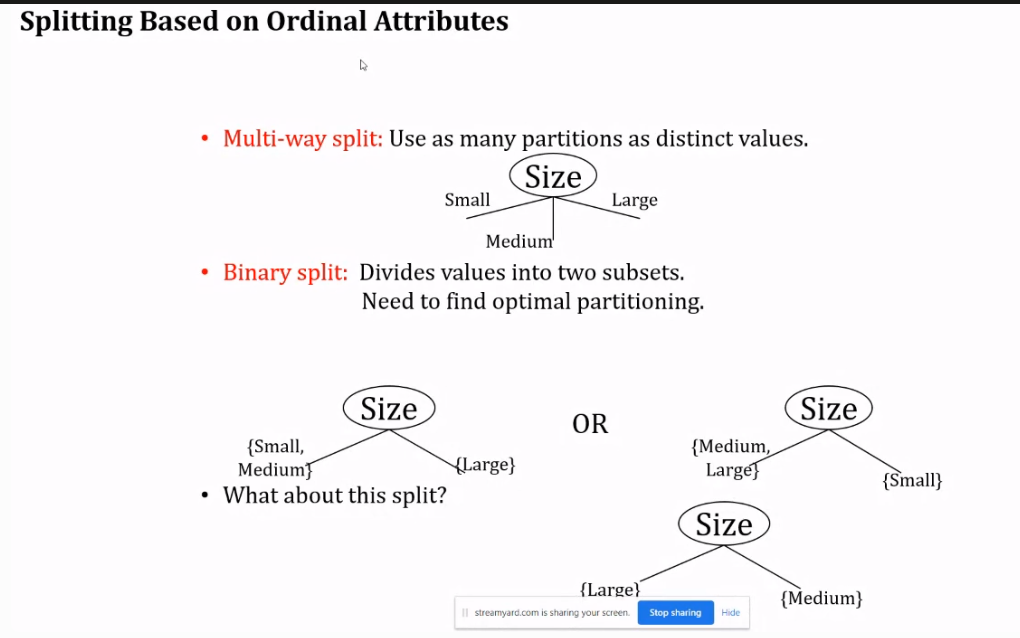 Splitting Based on Ordinal Attributes
• Multi-way split: Use as many partitions as distinct values.
Size
Small
Large
Medium
• Binary split: Divides values into two subsets.
Need to find optimal partitioning.
Size
{Small,
Medium}
{Large}
OR
Size
{Medium,
Large}
{Small}
• What about this split?
Size
{Large}
{Medium}
streamyard.com is sharing your screen.
Stop sharing
Hide